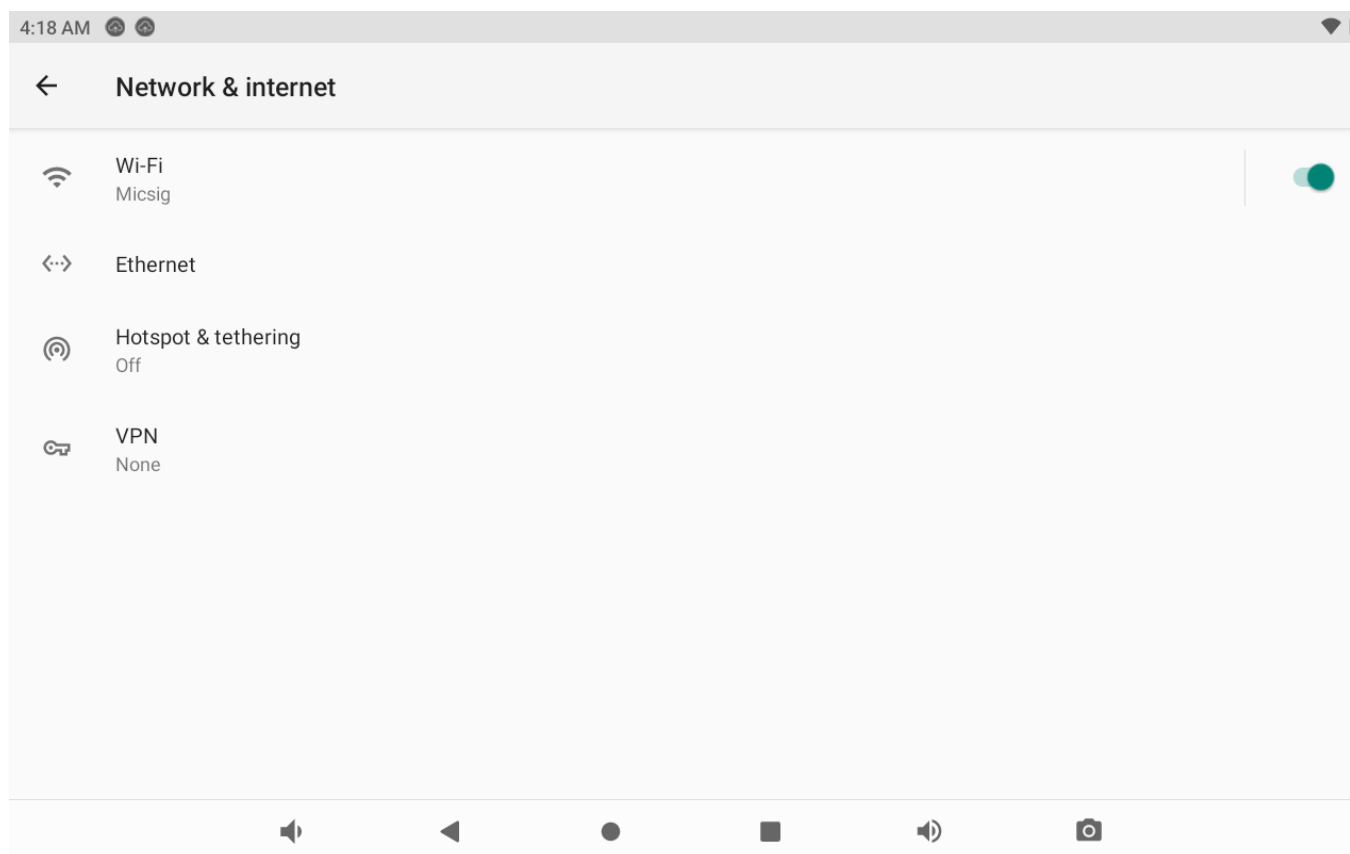 4:18 AM
Network & internet
Wi-Fi
Micsig
Ethernet
Hotspot & tethering
Off
VPN
None